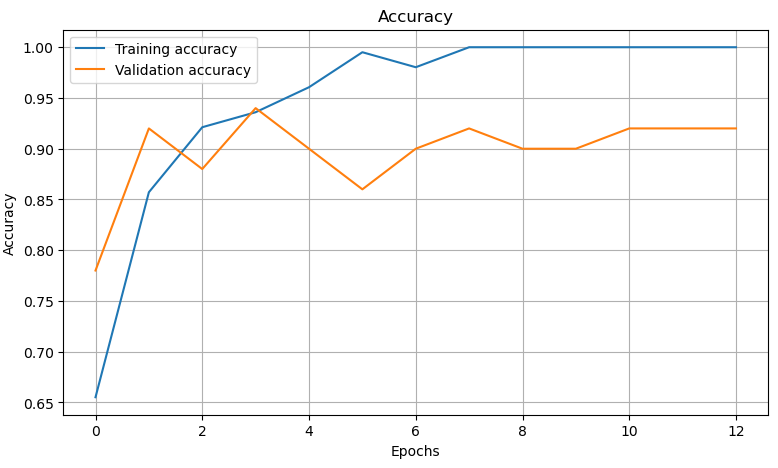 Accuracy
Training accuracy
Validation accuracy
1.00
0.95
0.90
0.85
0.80
0.75
0.70
0.65
Accuracy
0 2 4 6 8 10 12
Epochs